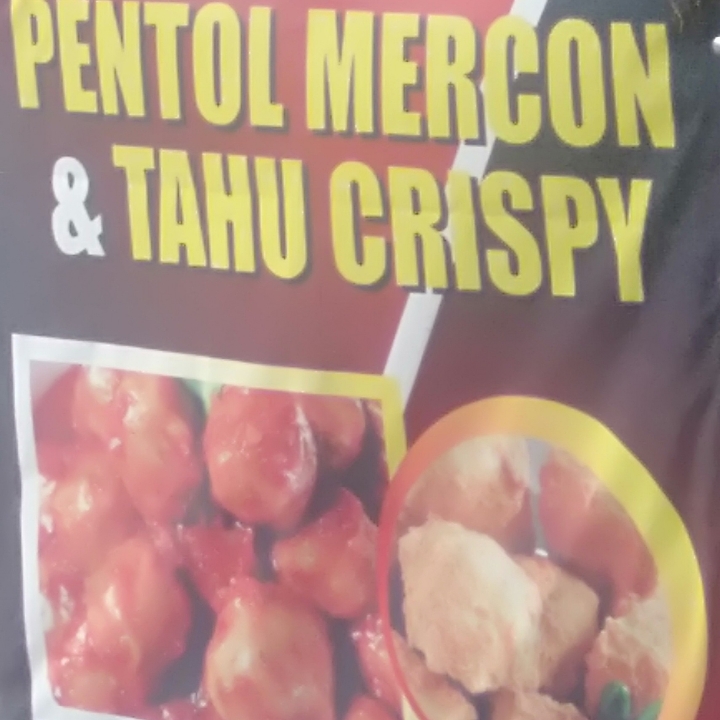 PENTOL MERCON
& TAHU CRISPY